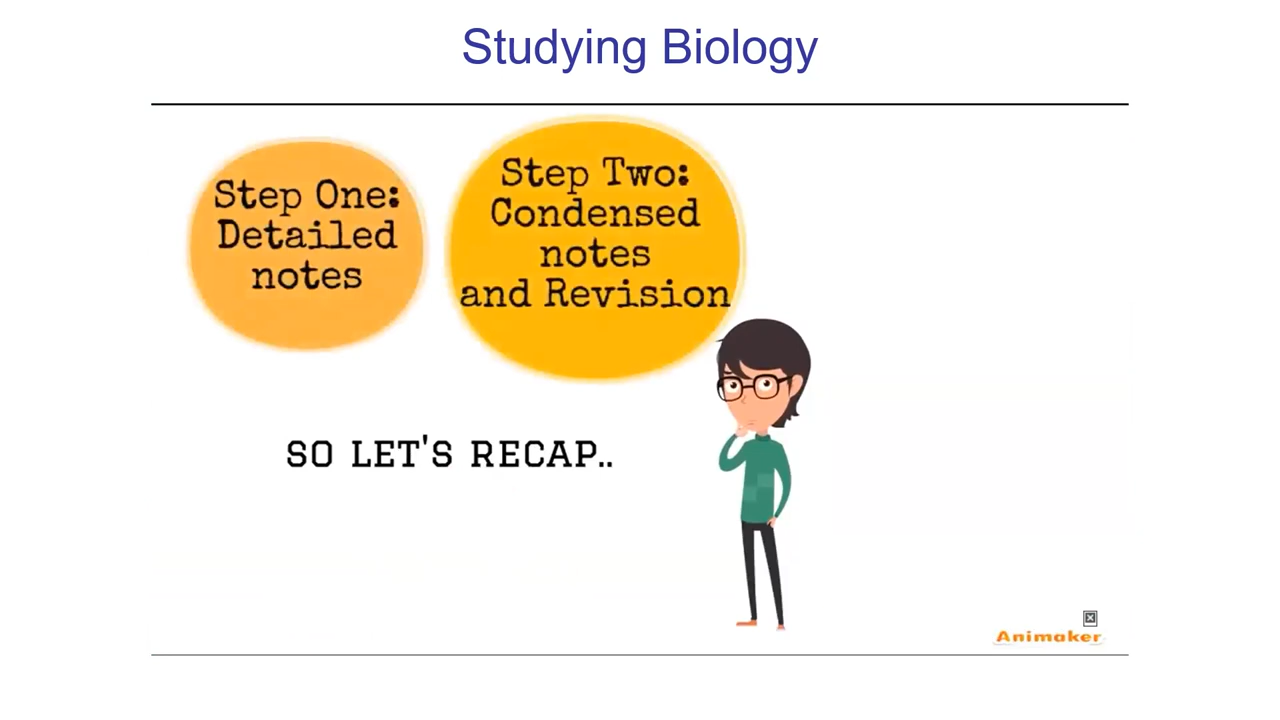 Studying Biology
Step One:
Detailed
notes
Step Two:
Condensed
notes
and Revision
SO LET'S RECAP..
Animaker